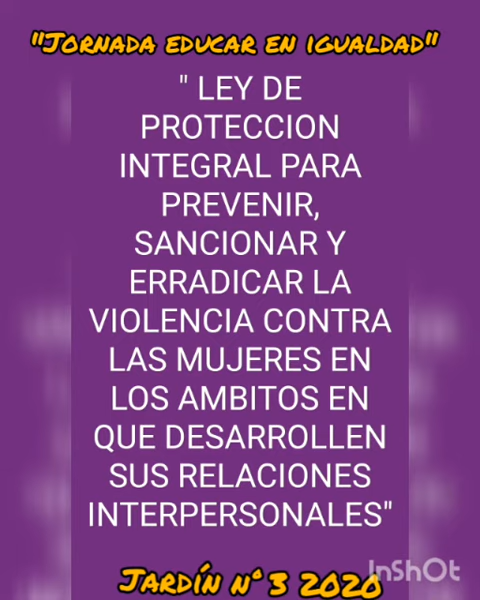 "JORNADA EDUCAR EN IGUALDAD"
" LEY DE
PROTECCION
INTEGRAL PARA
PREVENIR,
SANCIONAR Y
ERRADICAR LA
VIOLENCIA CONTRA
LAS MUJERES EN
LOS AMBITOS EN
QUE DESARROLLEN
SUS RELACIONES
INTERPERSONALES"
JARDÍN N° 3 2020
InShOt